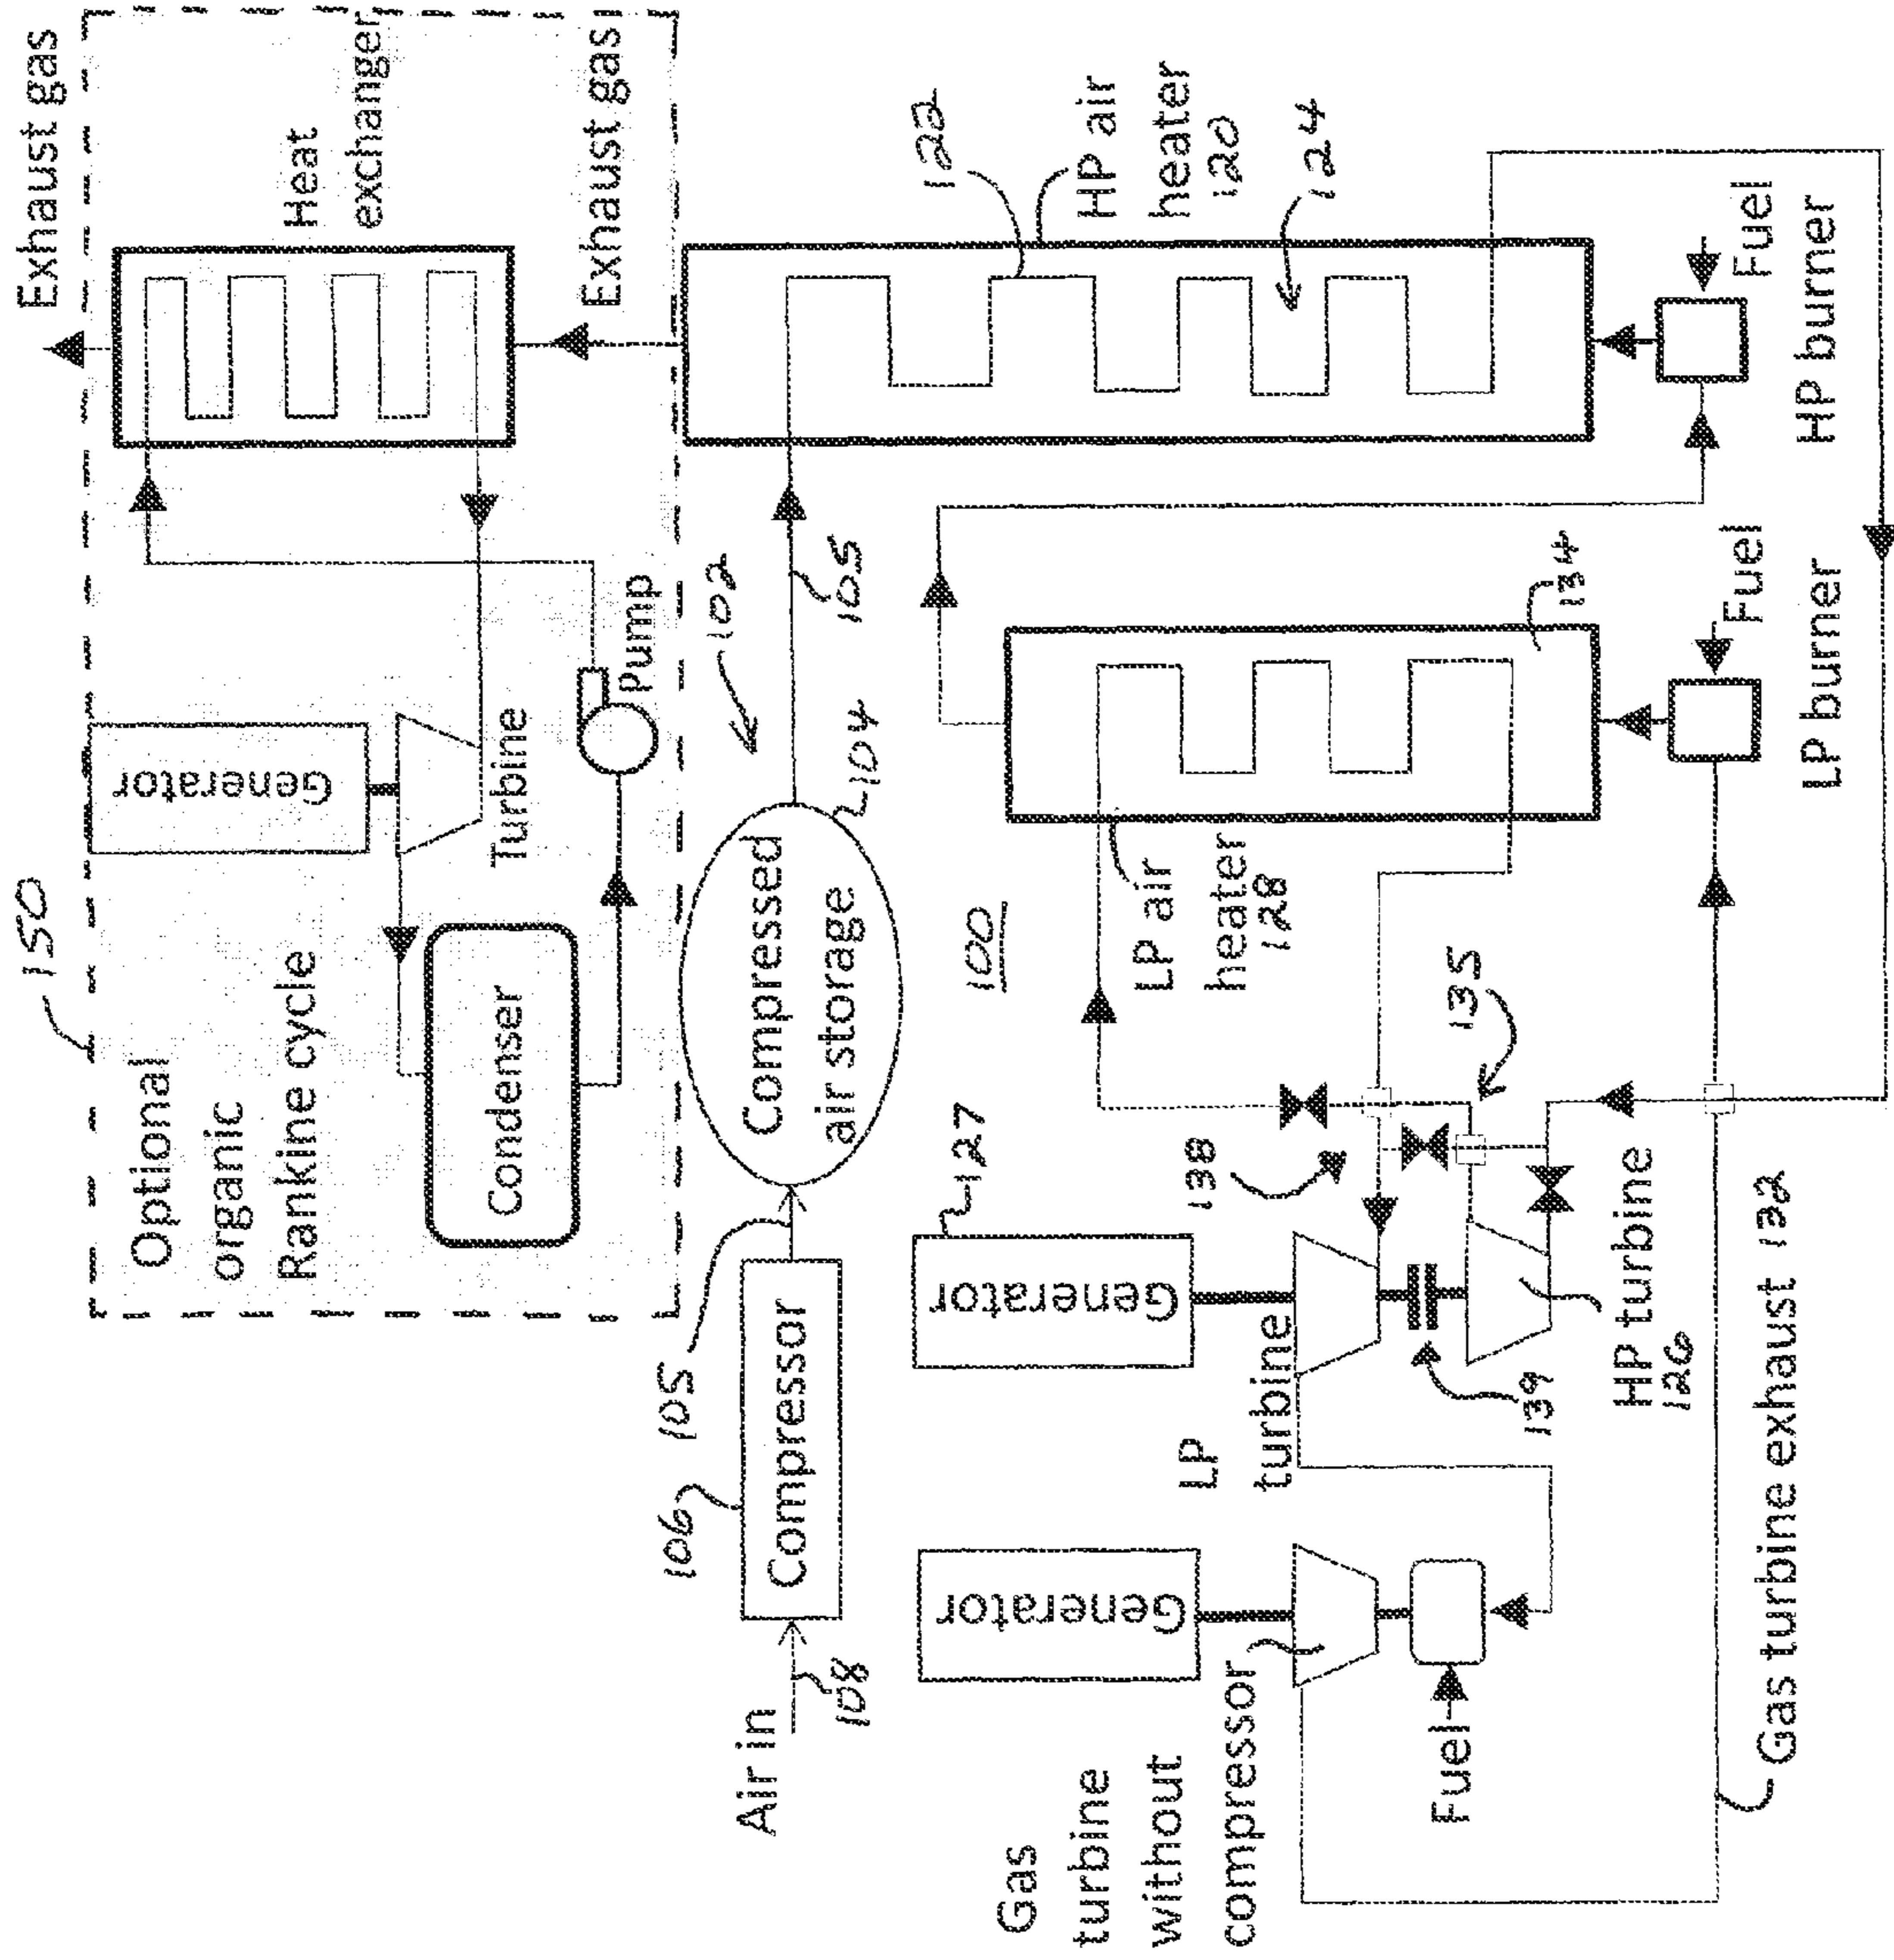 150
Optional
organic
Rankine cycle
Generator
Turbine
Condenser
Pump
Heat
exchanger
Exhaust gas
Exhaust gas
Air in
108
106
Compressor
105
Compressed
air storage
104
102
105
122
HP air
heater
120
124
100
Gas
turbine
without
compressor
Generator
Fuel
LP
turbine
Generator
127
138
135
139
HP turbine
126
LP air
heater
128
134
Fuel
LP burner
Fuel
HP burner
Gas turbine exhaust 132